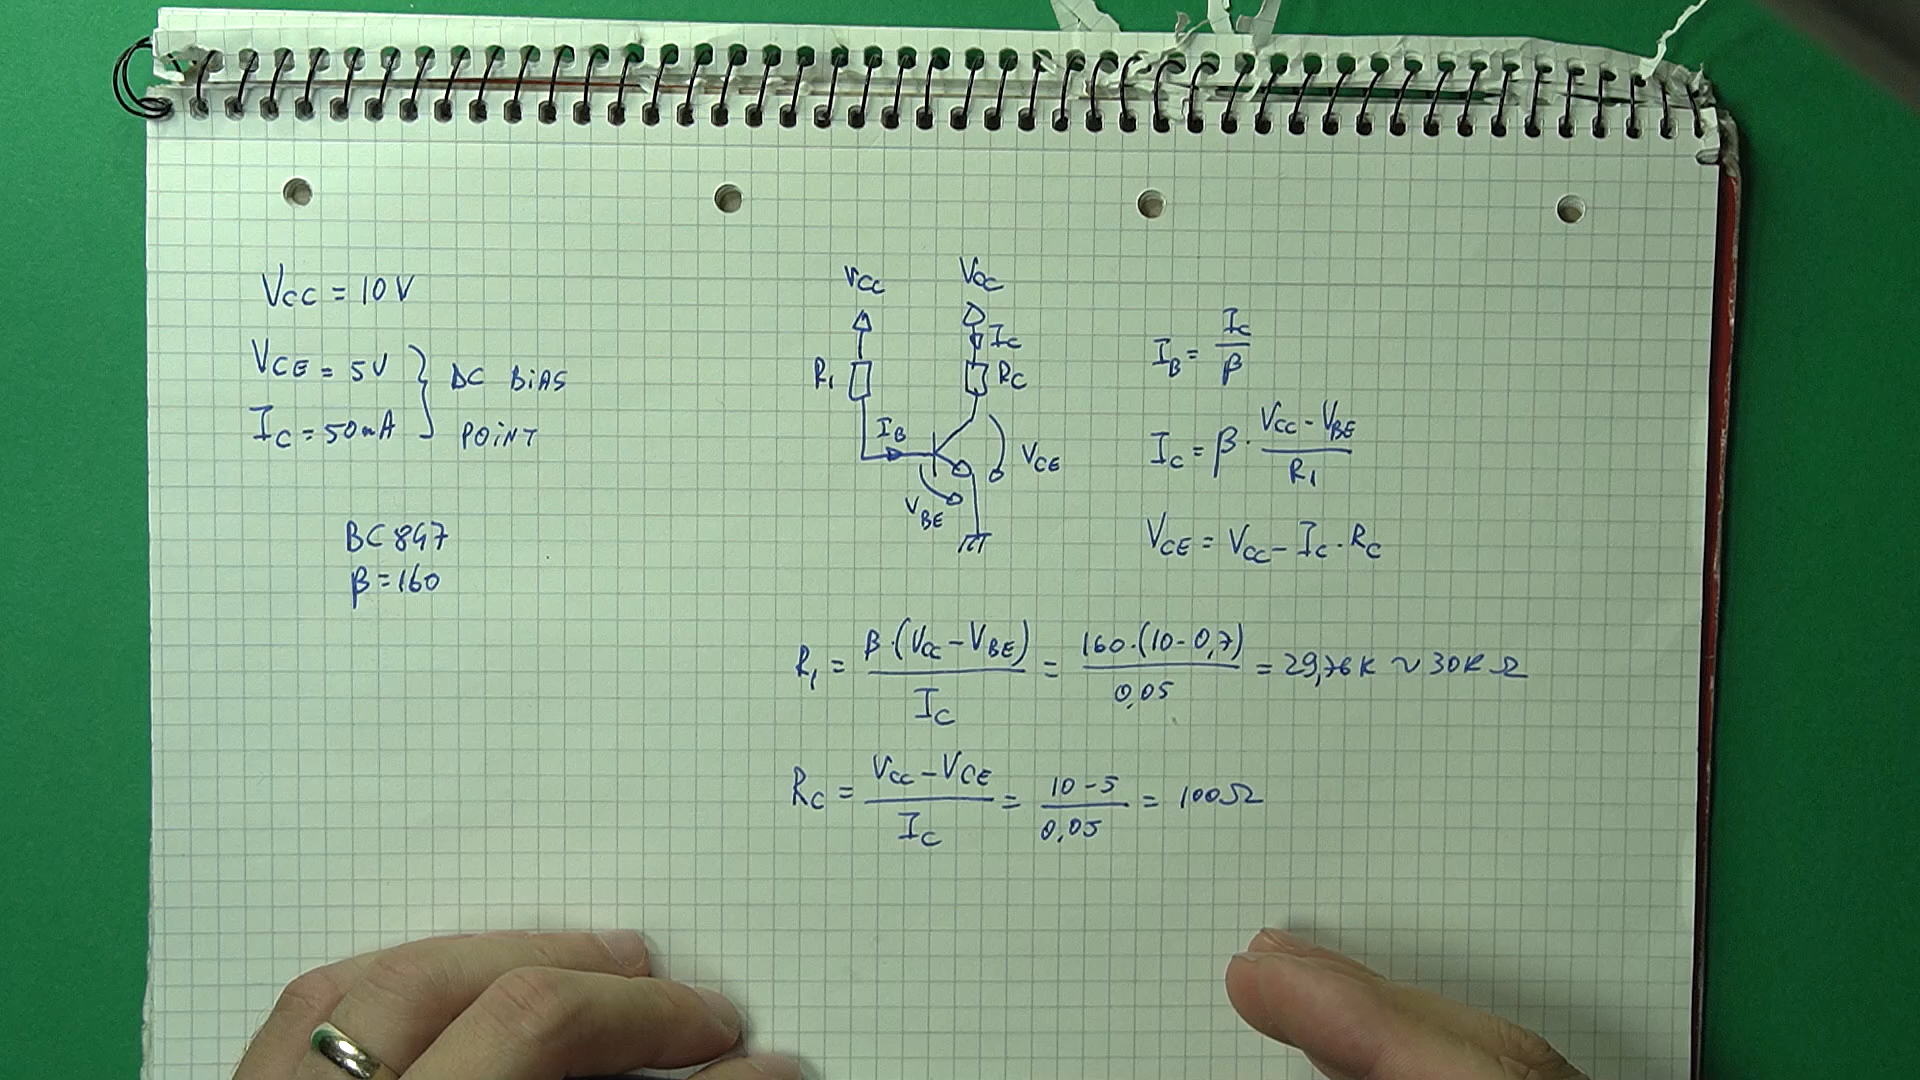 Vcc = 10V
VCE = 5V } DC BiAS
Ic = 50mA POiNT
BC847
β = 160
Vcc Vcc
Ic
R1 Rc
IB
VCE
VBE
IB = Ic / β
Ic = β · (Vcc - VBE) / R1
VCE = Vcc - Ic · Rc
R1 = β · (Vcc - VBE) / Ic = 160 · (10 - 0,7) / 0,05 = 29,76K ~ 30K Ω
Rc = (Vcc - VCE) / Ic = (10 - 5) / 0,05 = 100Ω